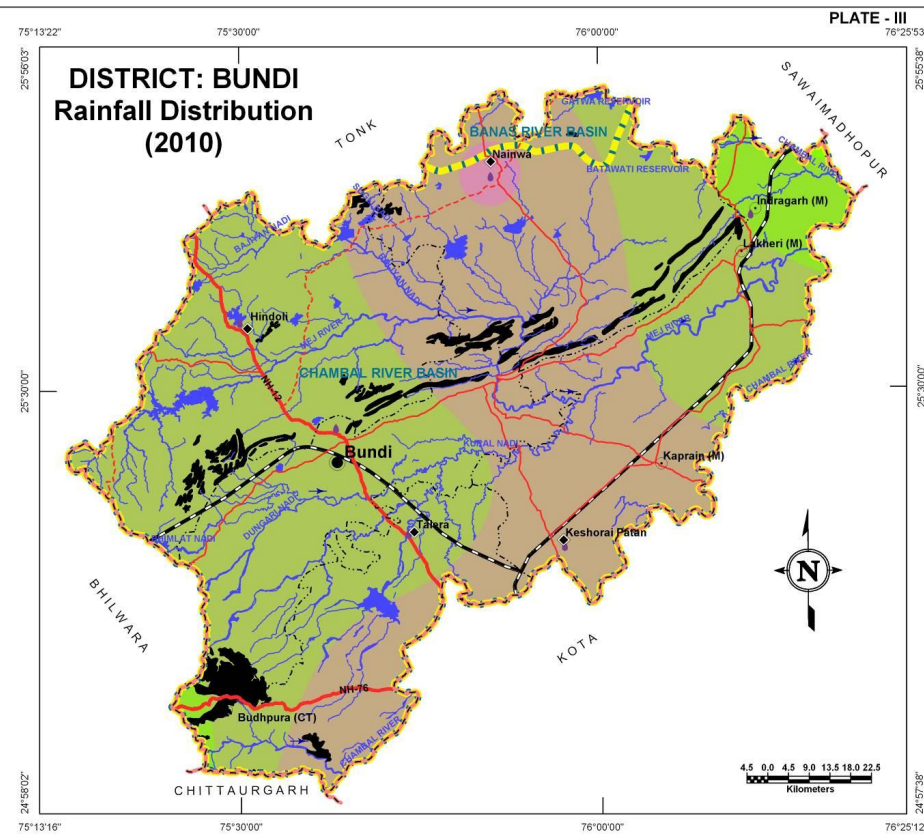 PLATE - III
75°13'22"
75°30'00"
76°00'00"
76°25'53
25°56'03"
25°55'38"
DISTRICT: BUNDI
Rainfall Distribution
(2010)
TONK
SAWAIMADHOPUR
GATWA RESERVOIR
BANAS RIVER BASIN
CHAMBAL RIVER
Nainwa
BATAWATI RESERVOIR
Indragarh (M)
BAJHAN NADI
Lakheri (M)
Hindoli
MEJ RIVER
MEJ RIVER
CHAMBAL RIVER BASIN
CHAMBAL RIVER
NH-12
25°30'00"
25°30'00"
KURAL NADI
Bundi
Kaprain (M)
DUNGARI NADI
Talera
Keshorai Patan
N
BHILWARA
KOTA
NH-76
Budhpura (CT)
CHAMBAL RIVER
4.5 0.0 4.5 9.0 13.5 18.0 22.5
Kilometers
CHITTAURGARH
24°58'02"
24°57'38"
75°13'16"
75°30'00"
76°00'00"
76°25'12